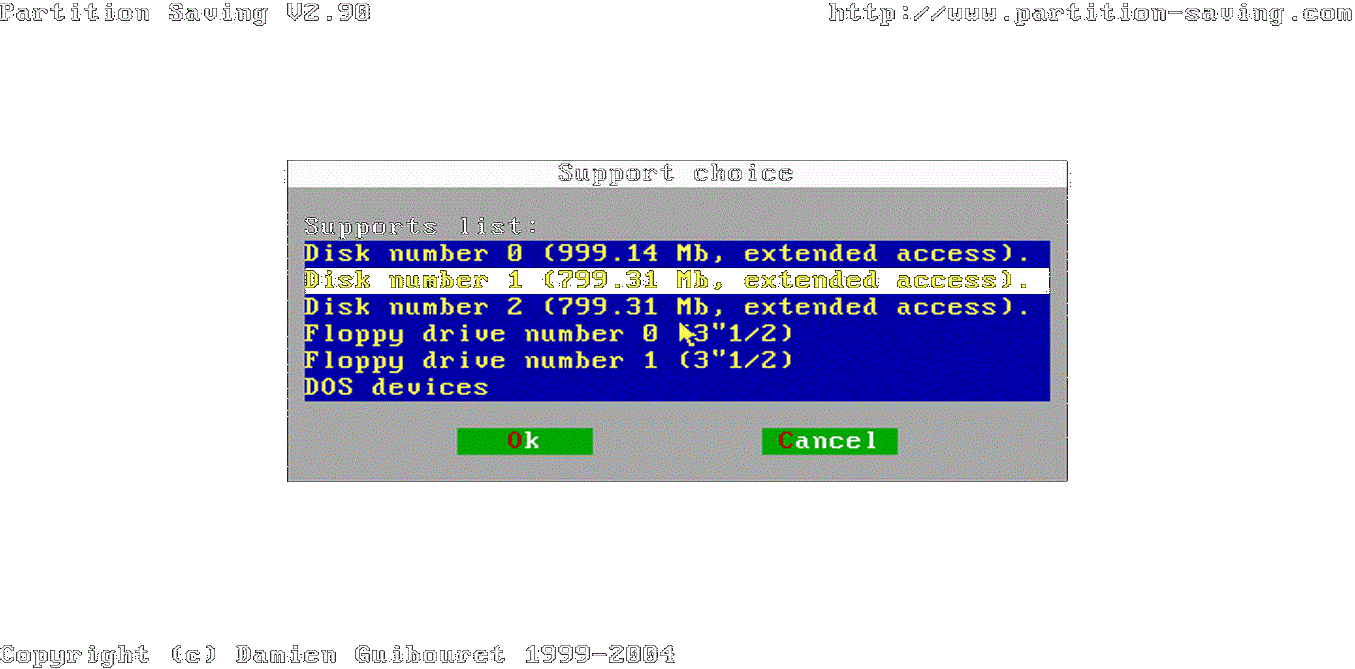 Partition Saving V2.90 http://www.partition-saving.com
Support choice
Supports list:
Disk number 0 (999.14 Mb, extended access).
Disk number 1 (799.31 Mb, extended access).
Disk number 2 (799.31 Mb, extended access).
Floppy drive number 0 (3"1/2)
Floppy drive number 1 (3"1/2)
DOS devices
Ok Cancel
Copyright (c) Damien Guibouret 1999-2004